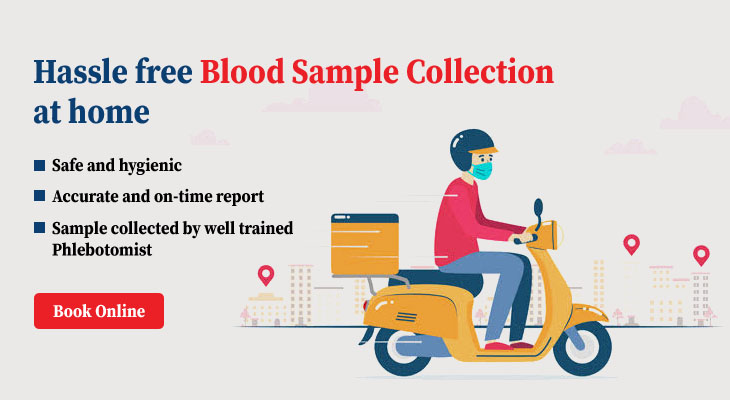 Hassle free Blood Sample Collection
at home
Safe and hygienic
Accurate and on-time report
Sample collected by well trained
Phlebotomist
Book Online